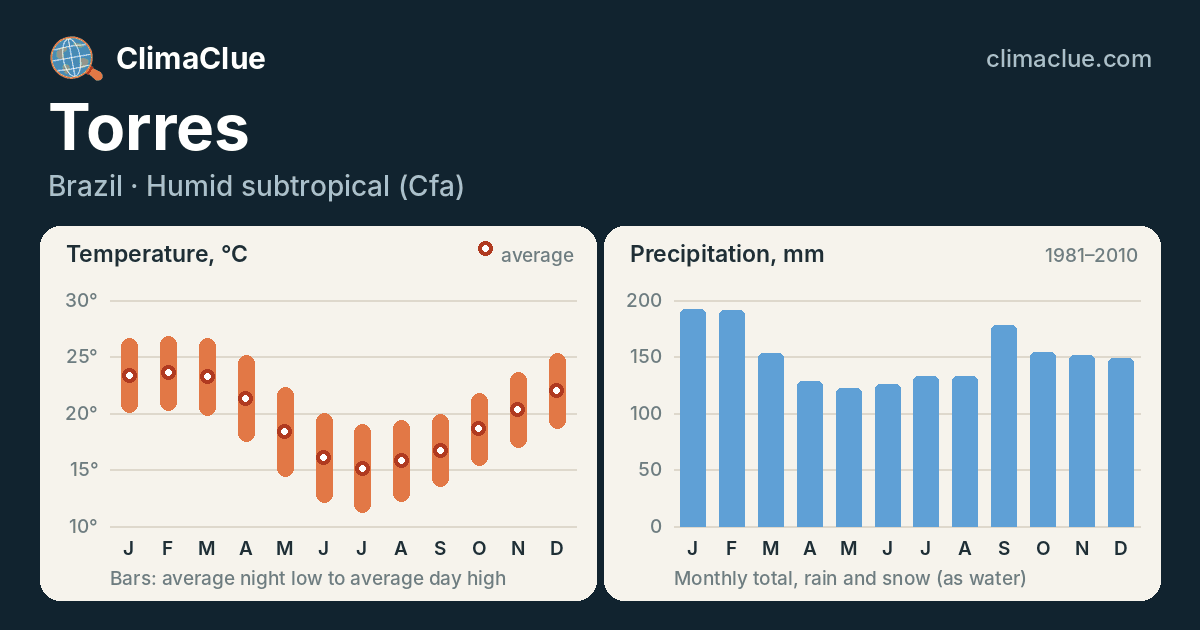 ClimaClue
climaclue.com
Torres
Brazil · Humid subtropical (Cfa)
Temperature, °C
average
30°
25°
20°
15°
10°
J F M A M J J A S O N D
Bars: average night low to average day high
Precipitation, mm
1981–2010
200
150
100
50
0
J F M A M J J A S O N D
Monthly total, rain and snow (as water)